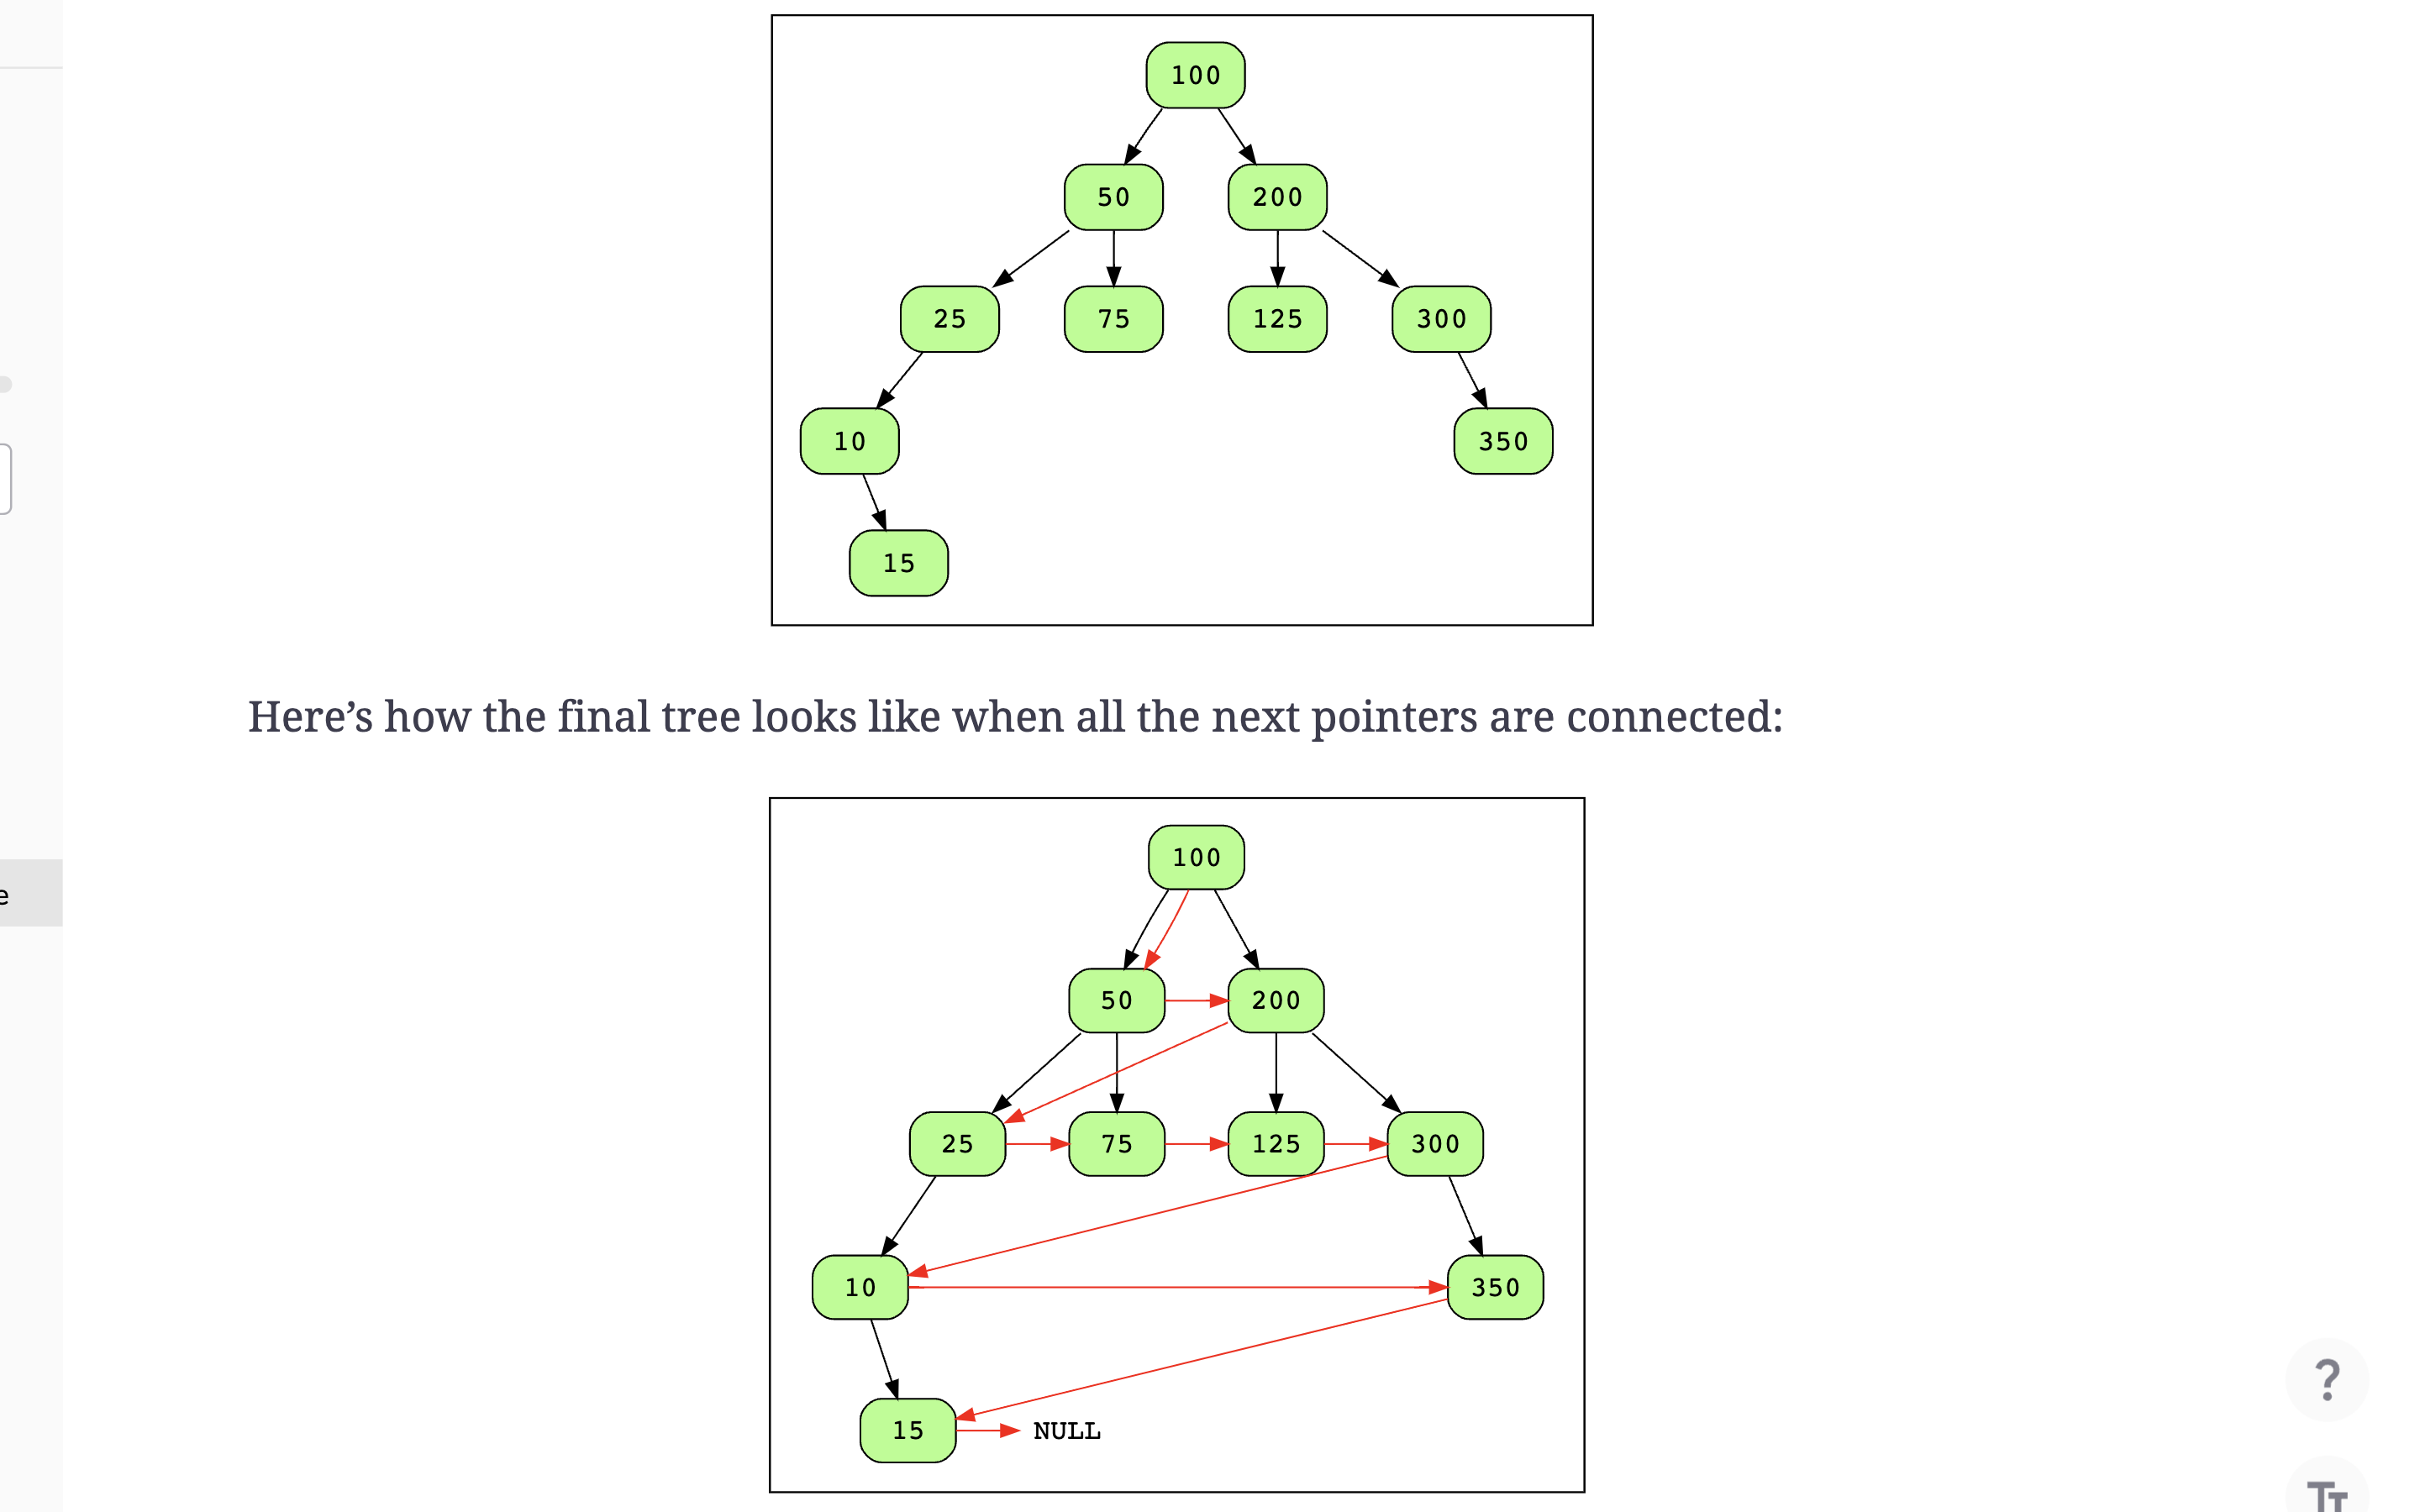 100
50 200
25 75 125 300
10 350
15
Here’s how the final tree looks like when all the next pointers are connected:
100
50 200
e
25 75 125 300
10 350
15 NULL
?
TT